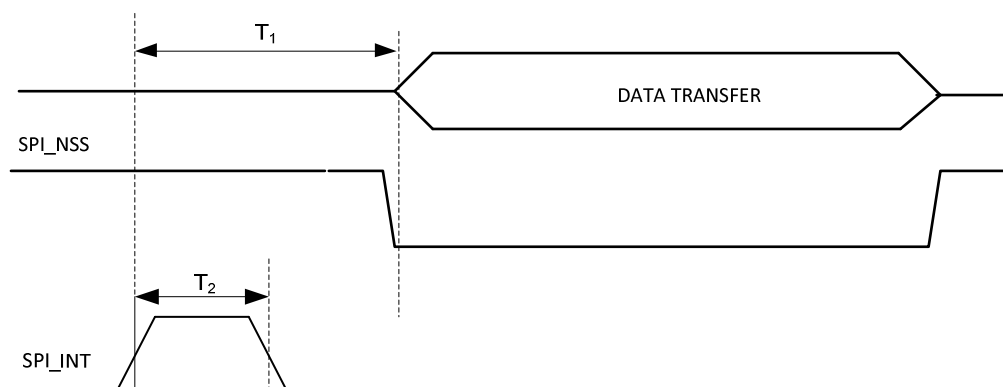 T₁
DATA TRANSFER
SPI_NSS
T₂
SPI_INT